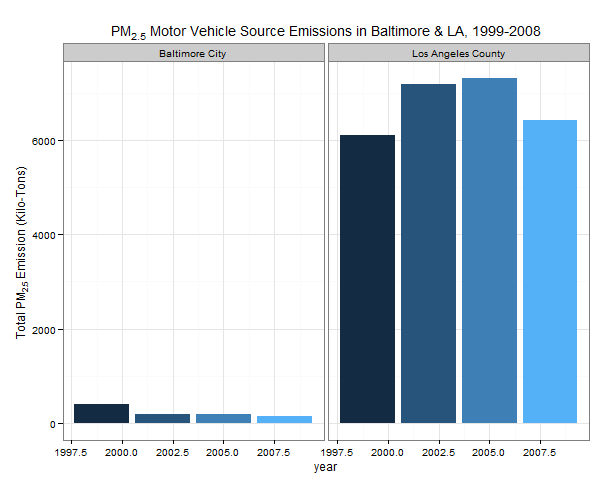 PM2.5 Motor Vehicle Source Emissions in Baltimore & LA, 1999-2008
Baltimore City
Los Angeles County
Total PM2.5 Emission (Kilo-Tons)
6000
4000
2000
0
1997.5 2000.0 2002.5 2005.0 2007.5
1997.5 2000.0 2002.5 2005.0 2007.5
year